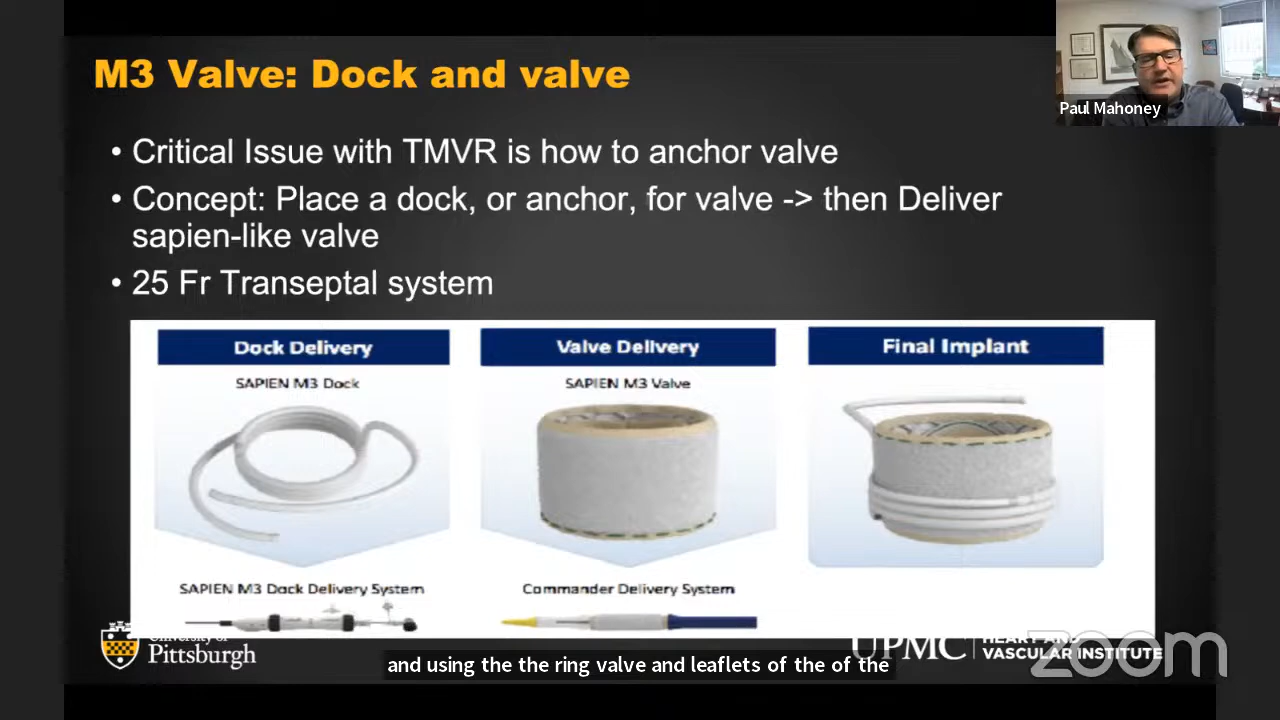 M3 Valve: Dock and valve
Paul Mahoney
• Critical Issue with TMVR is how to anchor valve
• Concept: Place a dock, or anchor, for valve -> then Deliver
sapien-like valve
• 25 Fr Transeptal system
Dock Delivery
Valve Delivery
Final Implant
SAPIEN M3 Dock
SAPIEN M3 Valve
SAPIEN M3 Dock Delivery System
Commander Delivery System
University of
Pittsburgh
UPMC
HEART AND
VASCULAR INSTITUTE
zoom
and using the the ring valve and leaflets of the of the